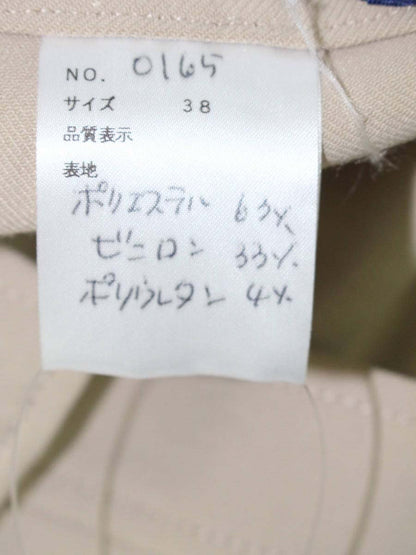 NO. 0165
サイズ 38
品質表示
表地
ポリエステル 63%
ビニロン 33%
ポリウレタン 4%